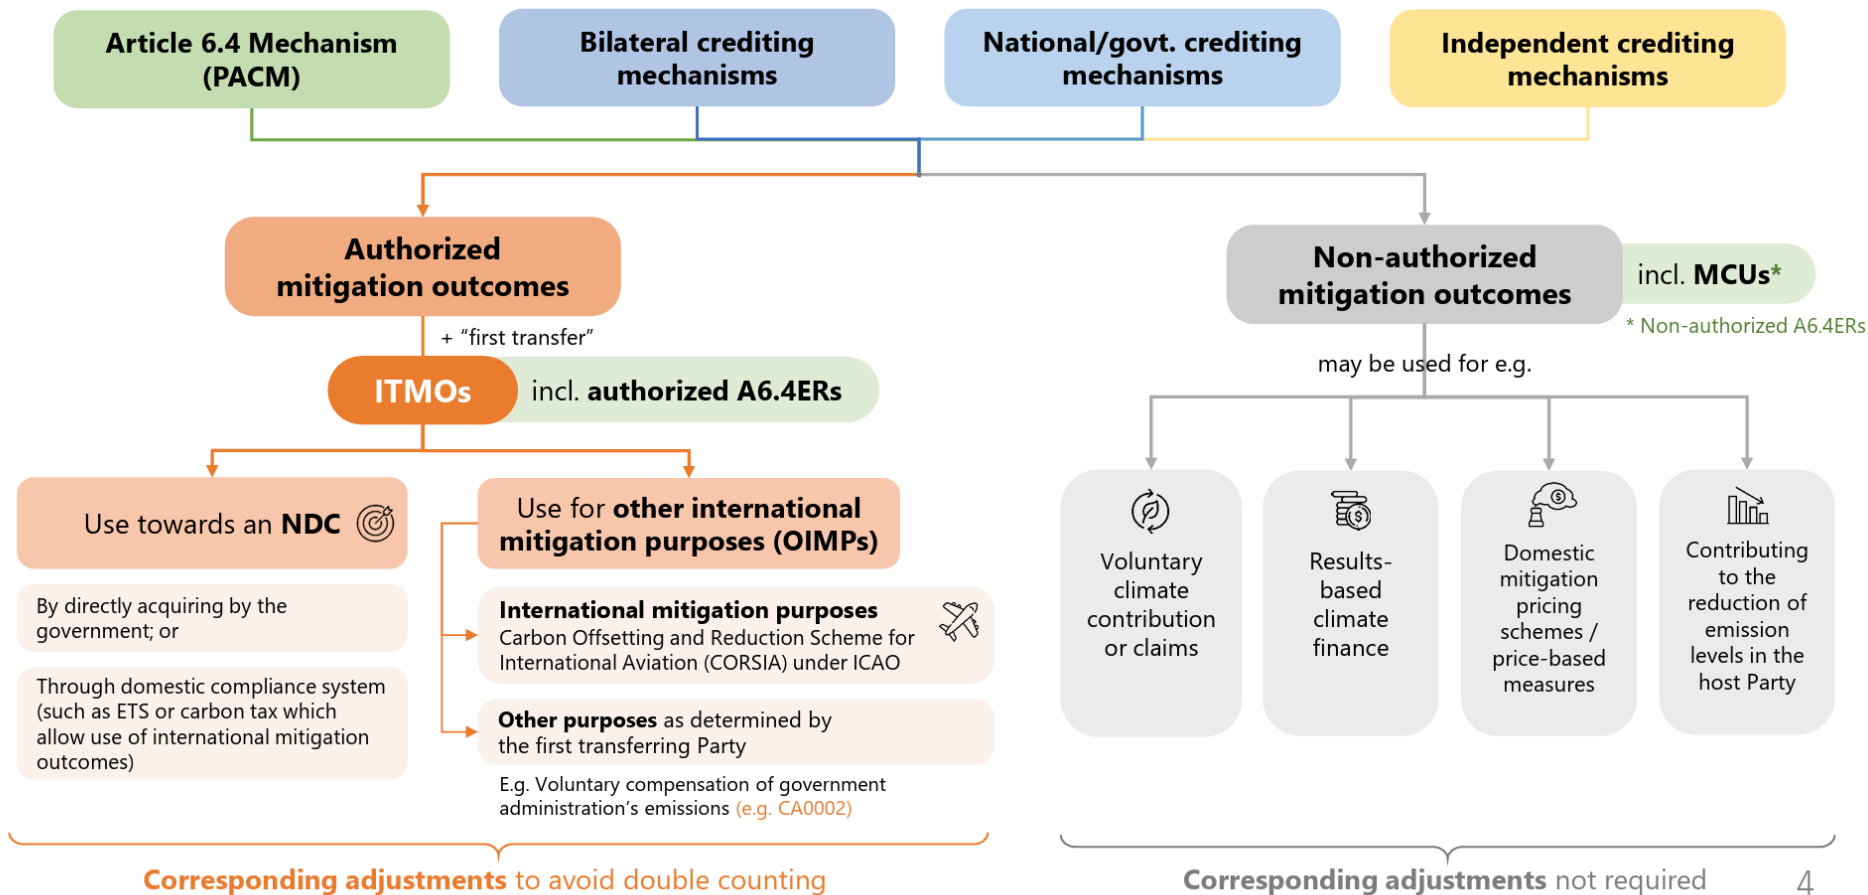 Article 6.4 Mechanism
(PACM)
Bilateral crediting
mechanisms
National/govt. crediting
mechanisms
Independent crediting
mechanisms
Authorized
mitigation outcomes
+ “first transfer”
ITMOs
incl. authorized A6.4ERs
Use towards an NDC
By directly acquiring by the
government; or
Through domestic compliance system
(such as ETS or carbon tax which
allow use of international mitigation
outcomes)
Use for other international
mitigation purposes (OIMPs)
International mitigation purposes
Carbon Offsetting and Reduction Scheme for
International Aviation (CORSIA) under ICAO
Other purposes as determined by
the first transferring Party
E.g. Voluntary compensation of government
administration’s emissions (e.g. CA0002)
Corresponding adjustments to avoid double counting
Non-authorized
mitigation outcomes
incl. MCUs*
* Non-authorized A6.4ERs
may be used for e.g.
Voluntary
climate
contribution
or claims
Results-
based
climate
finance
Domestic
mitigation
pricing
schemes /
price-based
measures
Contributing
to the
reduction of
emission
levels in the
host Party
Corresponding adjustments not required
4